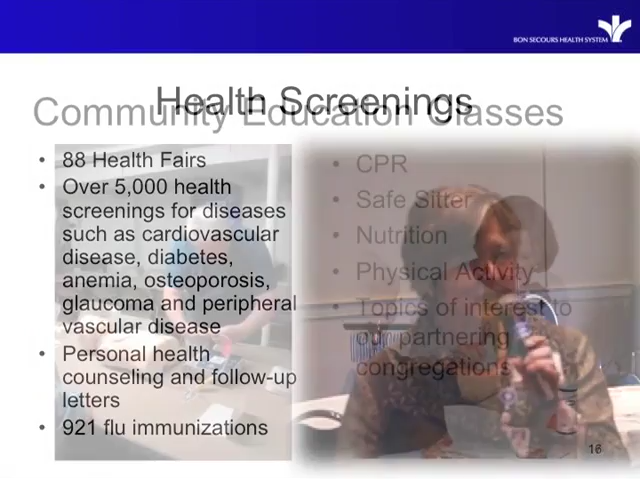 BON SECOURS HEALTH SYSTEM
Health Screenings
Community Education Classes
• 88 Health Fairs
• Over 5,000 health
screenings for diseases
such as cardiovascular
disease, diabetes,
anemia, osteoporosis,
glaucoma and peripheral
vascular disease
• Personal health
counseling and follow-up
letters
• 921 flu immunizations
• CPR
• Safe Sitter
• Nutrition
• Physical Activity
• Topics of interest to
our partnering
congregations
16